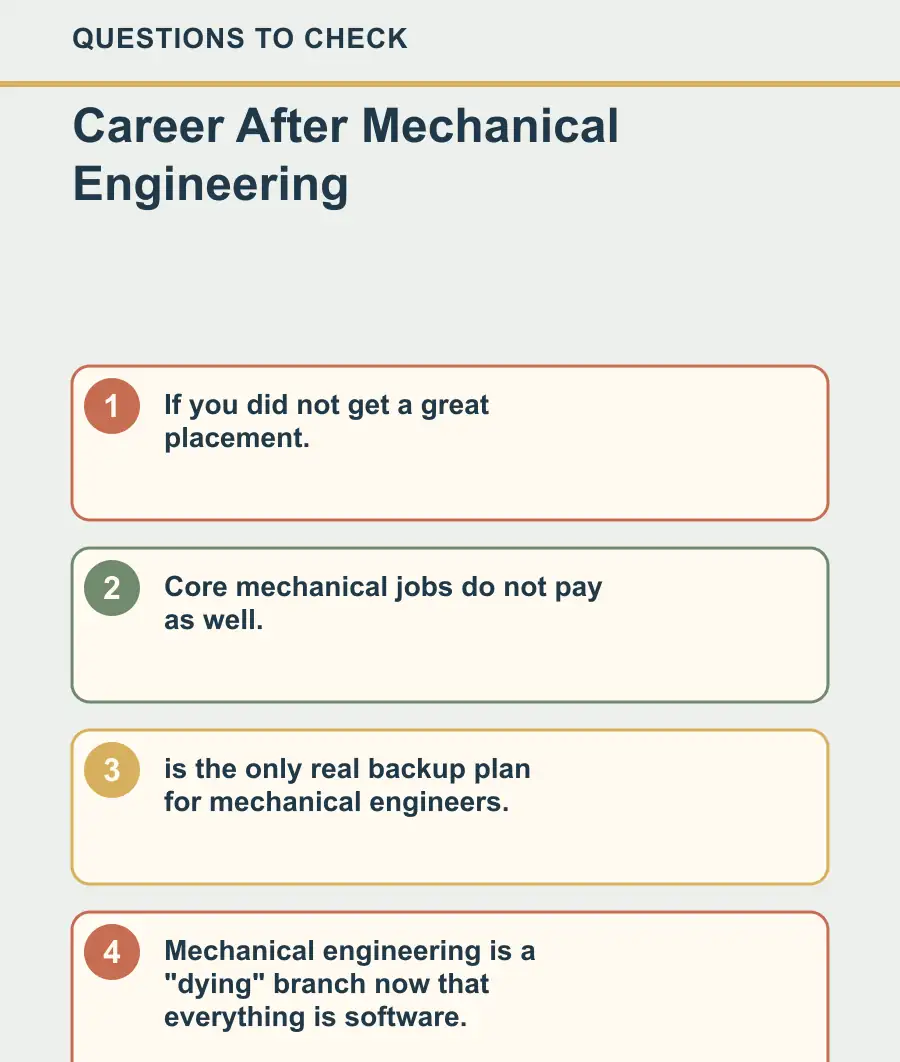 QUESTIONS TO CHECK
Career After Mechanical
Engineering
1
If you did not get a great
placement.
2
Core mechanical jobs do not pay
as well.
3
is the only real backup plan
for mechanical engineers.
4
Mechanical engineering is a
"dying" branch now that
everything is software.